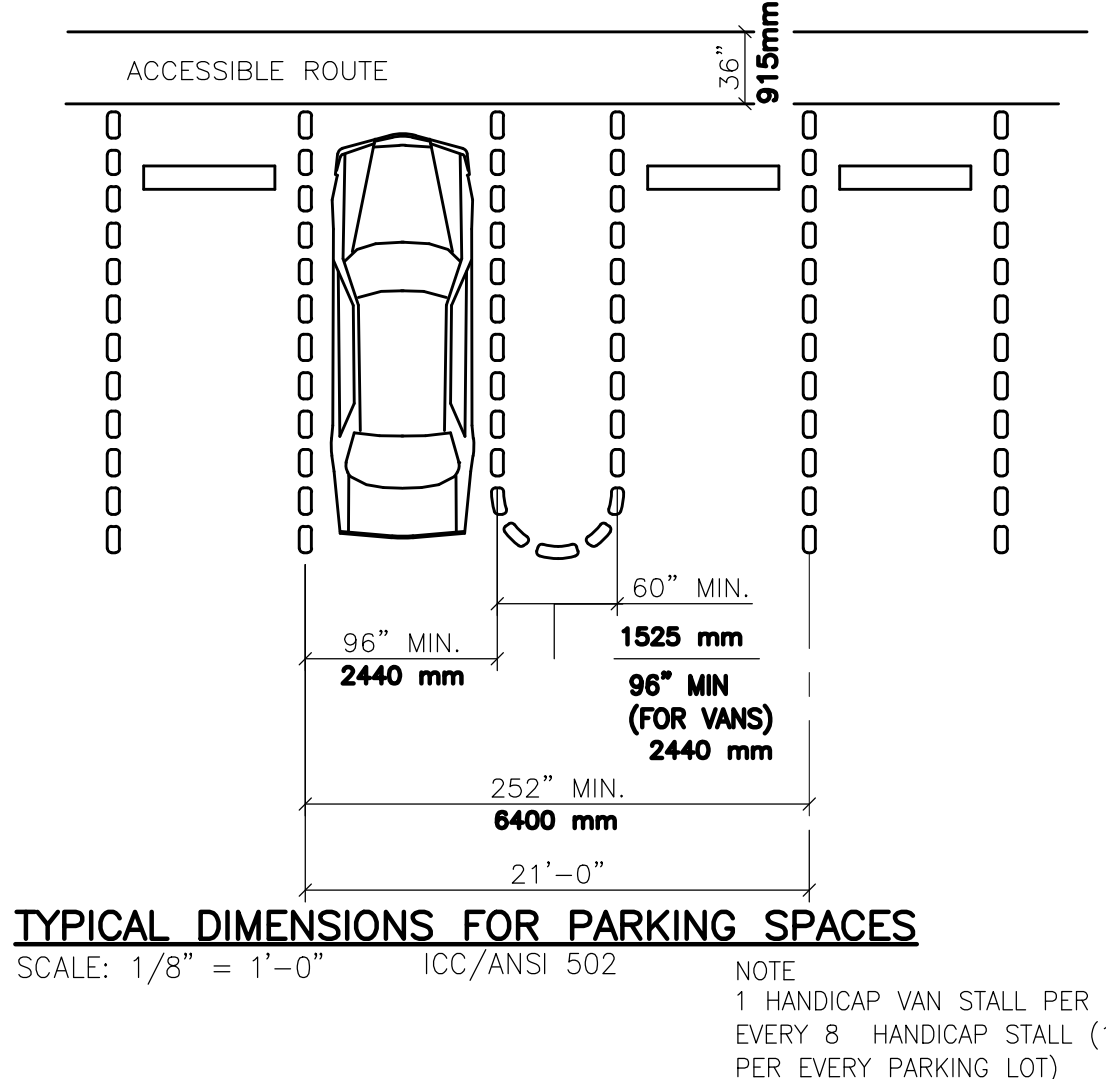 ACCESSIBLE ROUTE
36"
915mm
60" MIN.
1525 mm
96" MIN.
2440 mm
96" MIN
(FOR VANS)
2440 mm
252" MIN.
6400 mm
21'-0"
TYPICAL DIMENSIONS FOR PARKING SPACES
SCALE: 1/8" = 1'-0"
ICC/ANSI 502
NOTE
1 HANDICAP VAN STALL PER
EVERY 8 HANDICAP STALL (1
PER EVERY PARKING LOT)